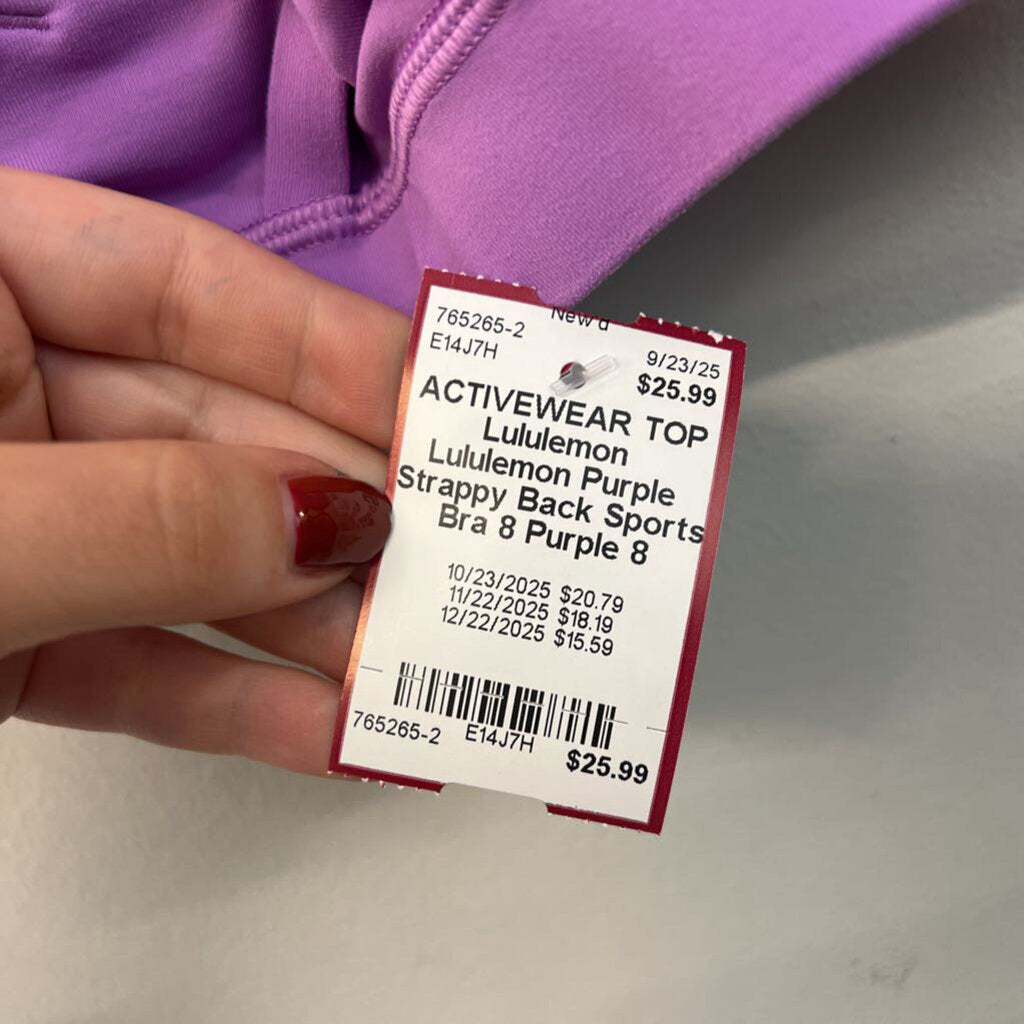 New'd
765265-2
E14J7H
9/23/25
$25.99
ACTIVEWEAR TOP
Lululemon
Lululemon Purple
Strappy Back Sports
Bra 8 Purple 8
10/23/2025 $20.79
11/22/2025 $18.19
12/22/2025 $15.59
765265-2 E14J7H
$25.99